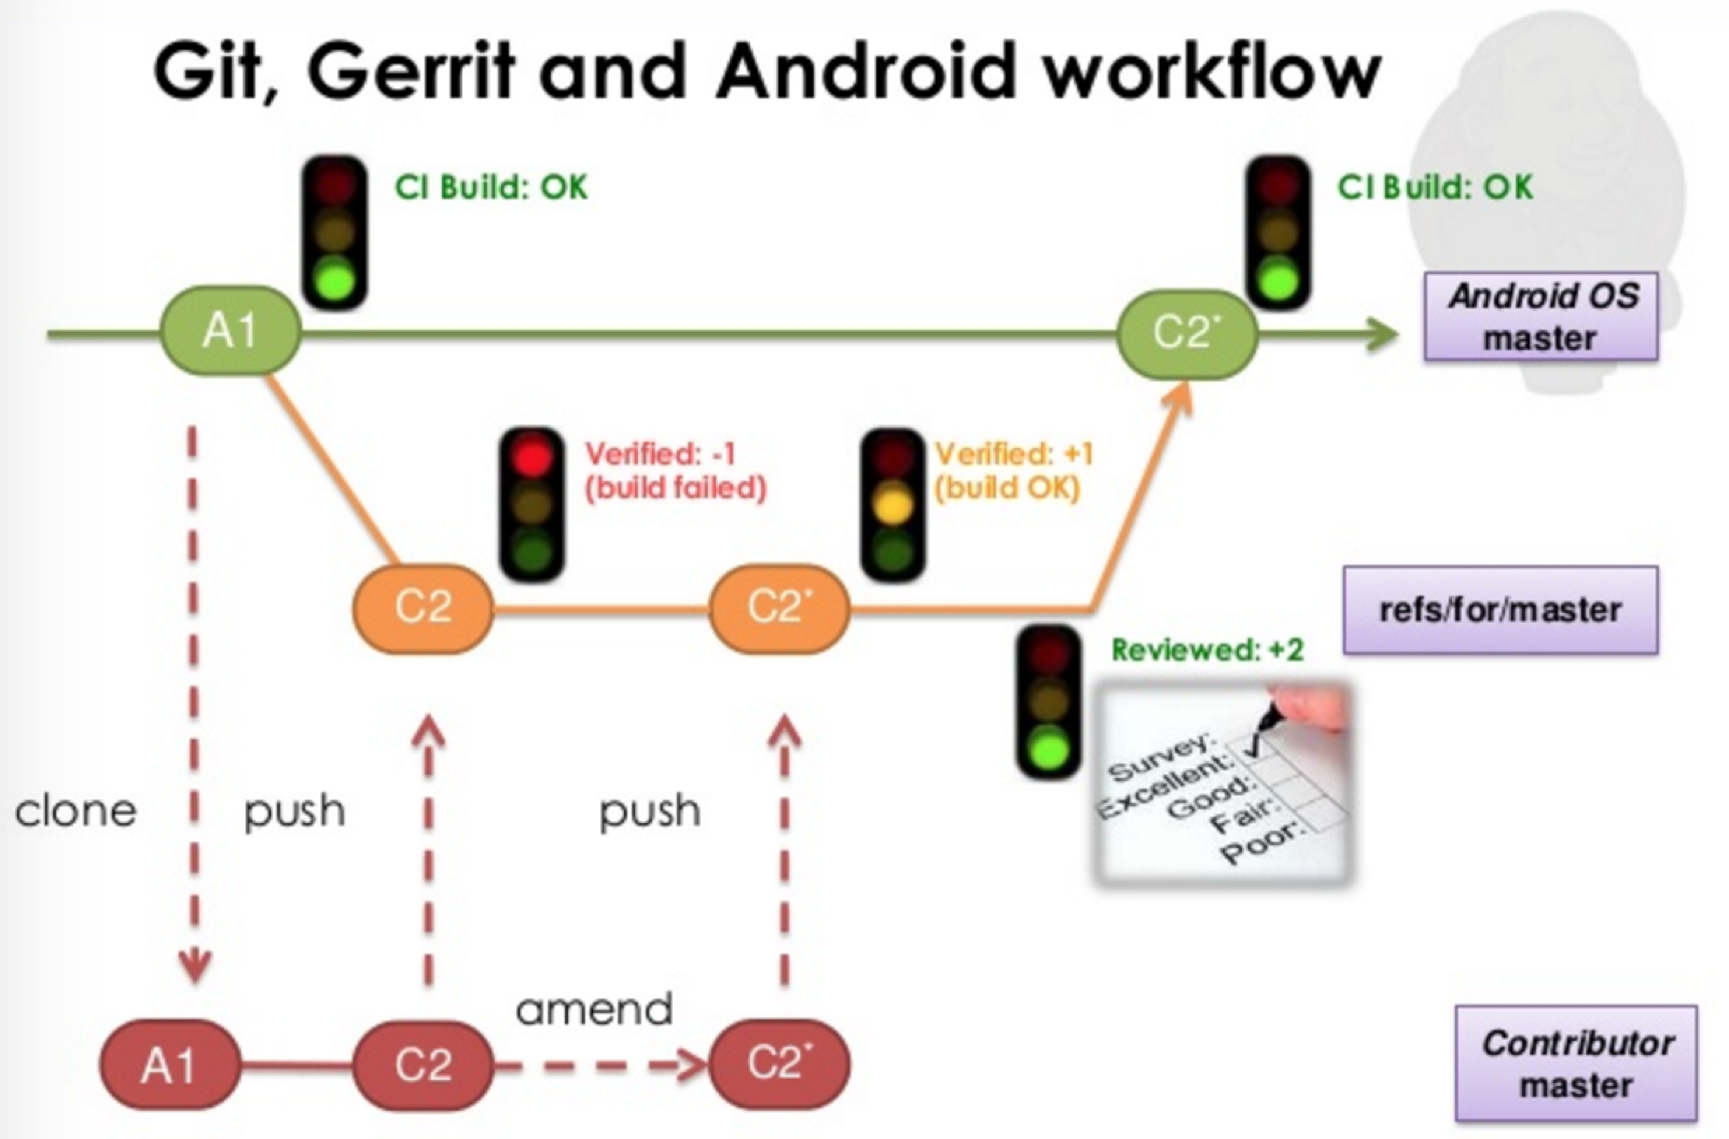 Git, Gerrit and Android workflow
CI Build: OK
CI Build: OK
A1
C2*
Android OS
master
Verified: -1
(build failed)
Verified: +1
(build OK)
C2
C2*
refs/for/master
Reviewed: +2
Survey:
Excellent:
Good:
Fair:
Poor:
clone
push
push
amend
A1
C2
C2*
Contributor
master